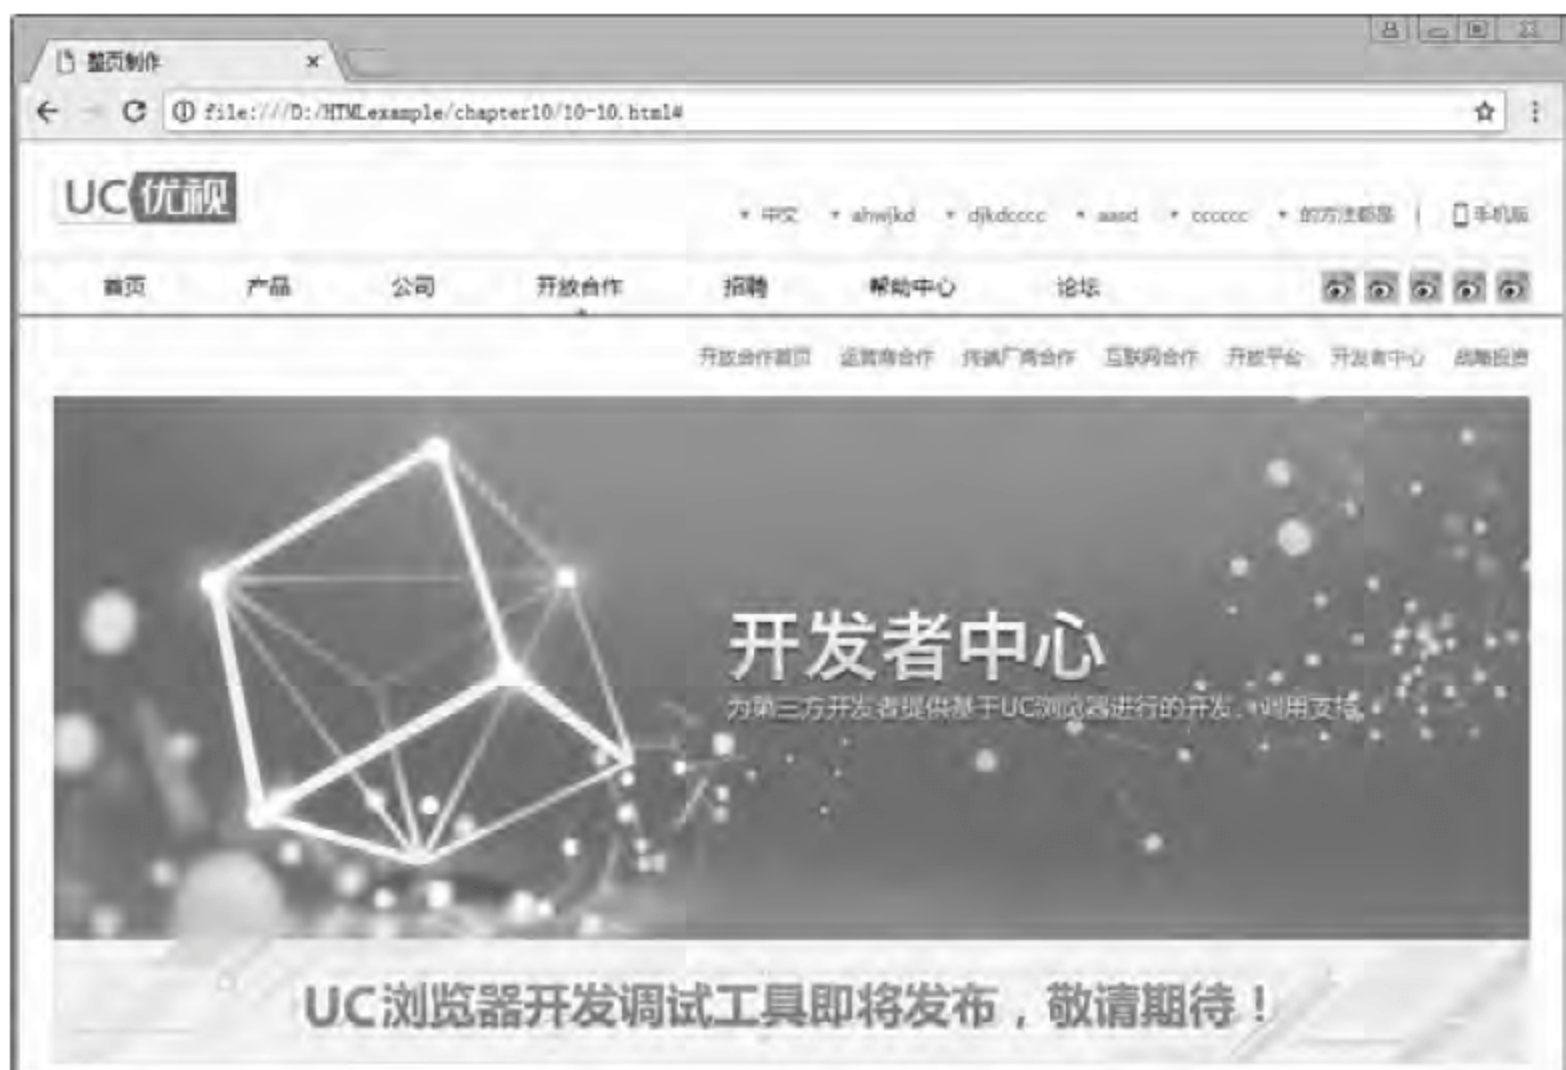 整页制作
file:///D:/HTMLexample/chapter10/10-10.html#
UC优视
中文 ahwjkd djkdcccc aasd cccccc 的方法都是 | 手机版
首页 产品 公司 开放合作 招聘 帮助中心 论坛
开放合作首页 运营商合作 终端厂商合作 互联网合作 开放平台 开发者中心 战略投资
开发者中心
为第三方开发者提供基于UC浏览器进行的开发、调用支持
UC浏览器开发调试工具即将发布，敬请期待！